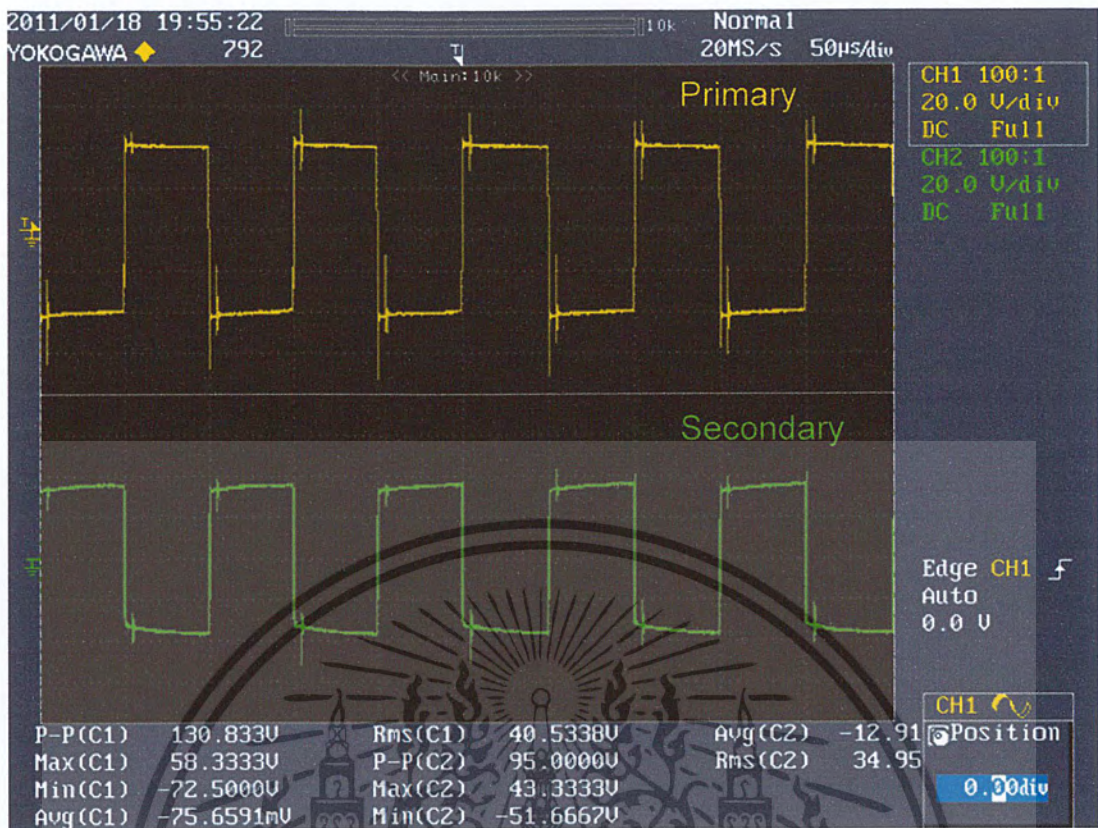 2011/01/18 19:55:22
10k
Normal
YOKOGAWA
792
T
20MS/s 50µs/div
<< Main:10k >>
Primary
CH1 100:1
20.0 V/div
DC Full
CH2 100:1
20.0 V/div
DC Full
T
Secondary
Edge CH1
Auto
0.0 V
CH1
Position
0.00div
P-P(C1) 130.833V Rms(C1) 40.5338V Avg(C2) -12.91
Max(C1) 58.3333V P-P(C2) 95.0000V Rms(C2) 34.95
Min(C1) -72.5000V Max(C2) 43.3333V
Avg(C1) -75.6591mV Min(C2) -51.6667V